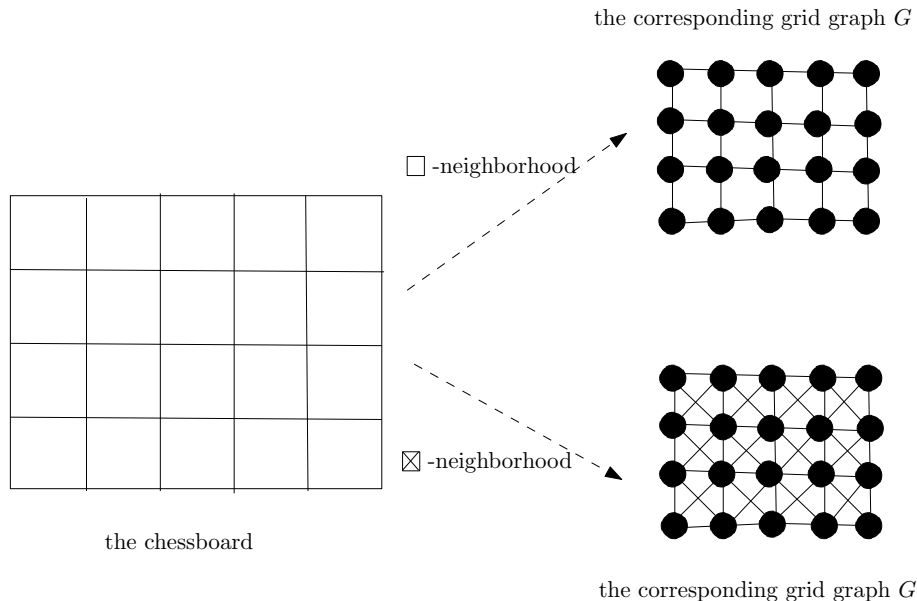 the corresponding grid graph G
□ -neighborhood
⊠ -neighborhood
the chessboard
the corresponding grid graph G